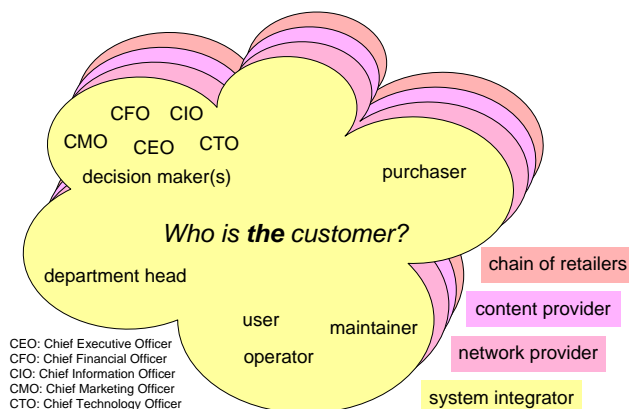 CFO CIO
CMO CEO CTO
decision maker(s)
purchaser
Who is the customer?
department head
user
maintainer
operator
chain of retailers
content provider
network provider
system integrator
CEO: Chief Executive Officer
CFO: Chief Financial Officer
CIO: Chief Information Officer
CMO: Chief Marketing Officer
CTO: Chief Technology Officer